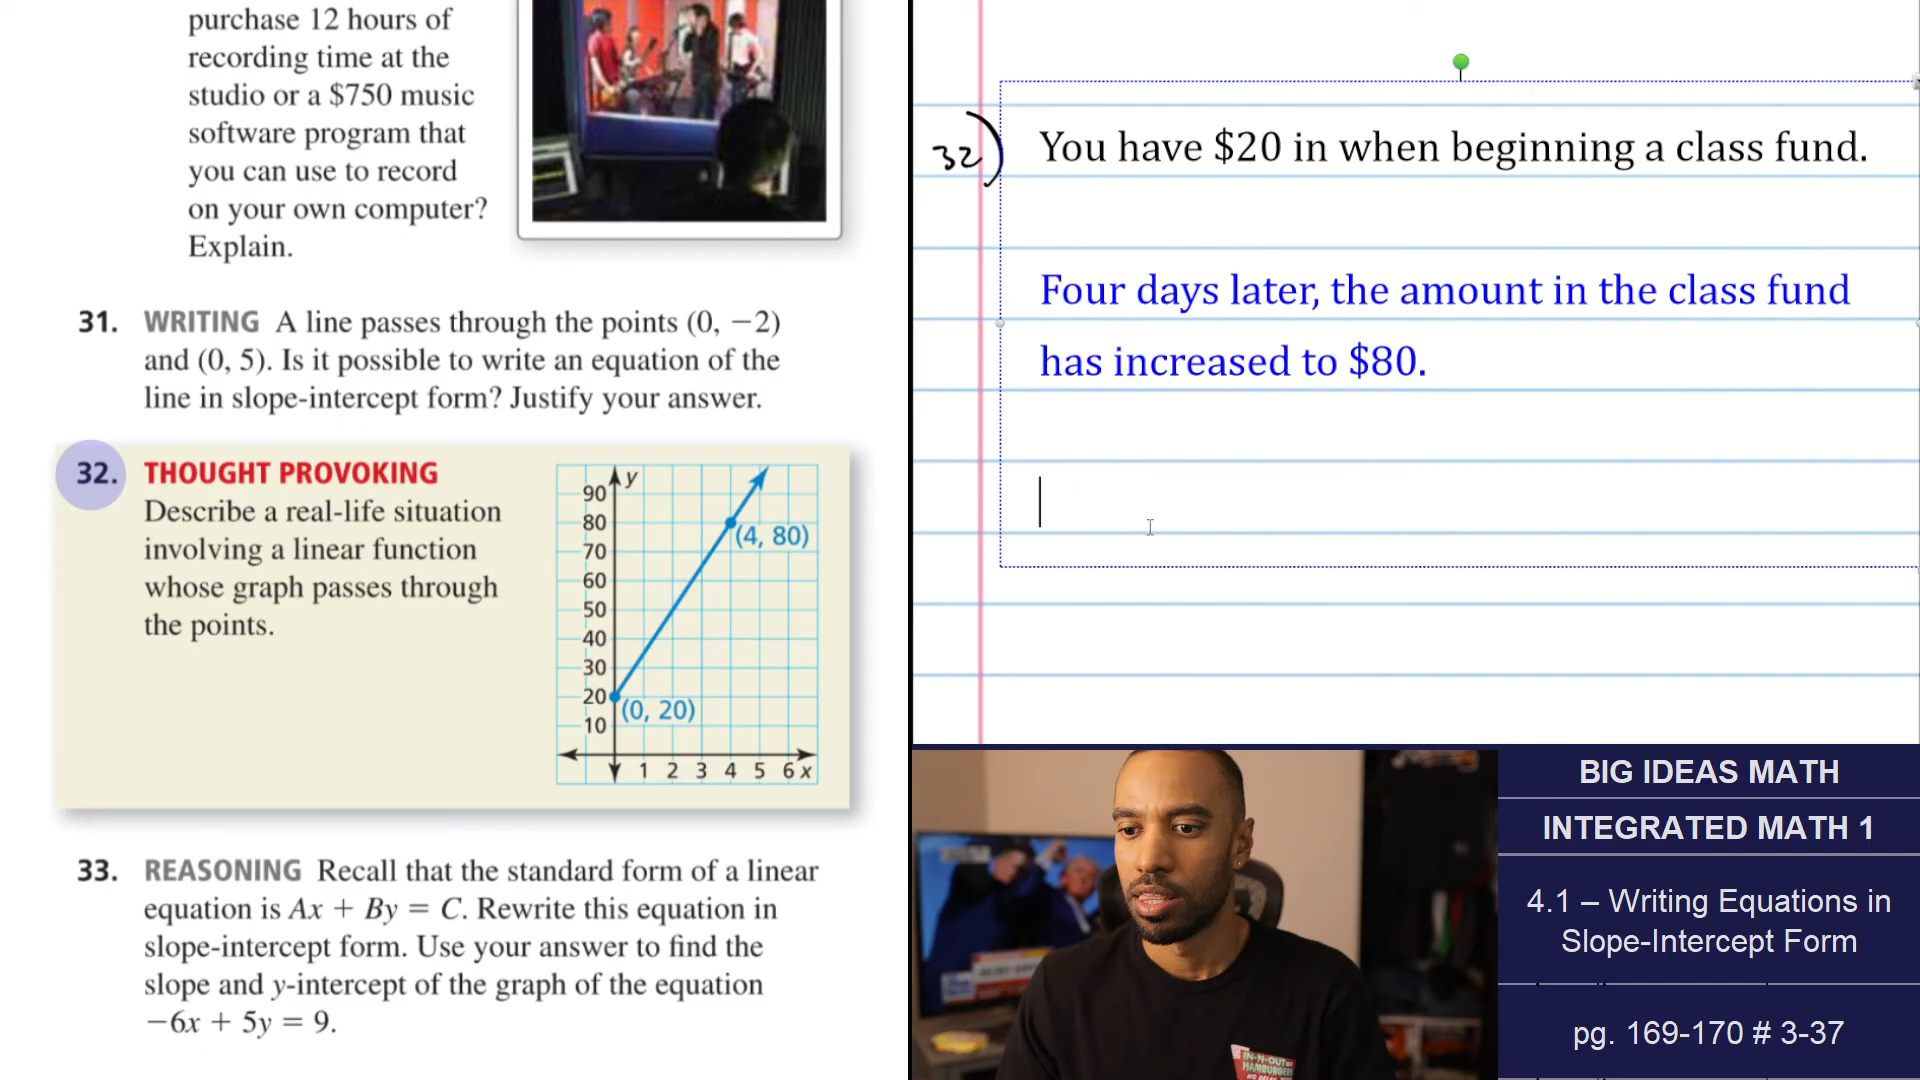 purchase 12 hours of
recording time at the
studio or a $750 music
software program that
you can use to record
on your own computer?
Explain.
31. WRITING A line passes through the points (0, −2)
and (0, 5). Is it possible to write an equation of the
line in slope-intercept form? Justify your answer.
32. THOUGHT PROVOKING
Describe a real-life situation
involving a linear function
whose graph passes through
the points.
y
90
80
70
60
50
40
30
20
10
(4, 80)
(0, 20)
1 2 3 4 5 6 x
33. REASONING Recall that the standard form of a linear
equation is Ax + By = C. Rewrite this equation in
slope-intercept form. Use your answer to find the
slope and y-intercept of the graph of the equation
−6x + 5y = 9.
32) You have $20 in when beginning a class fund.
Four days later, the amount in the class fund
has increased to $80.
IN-N-OUT
HAMBURGERS
BIG IDEAS MATH
INTEGRATED MATH 1
4.1 – Writing Equations in
Slope-Intercept Form
pg. 169-170 # 3-37